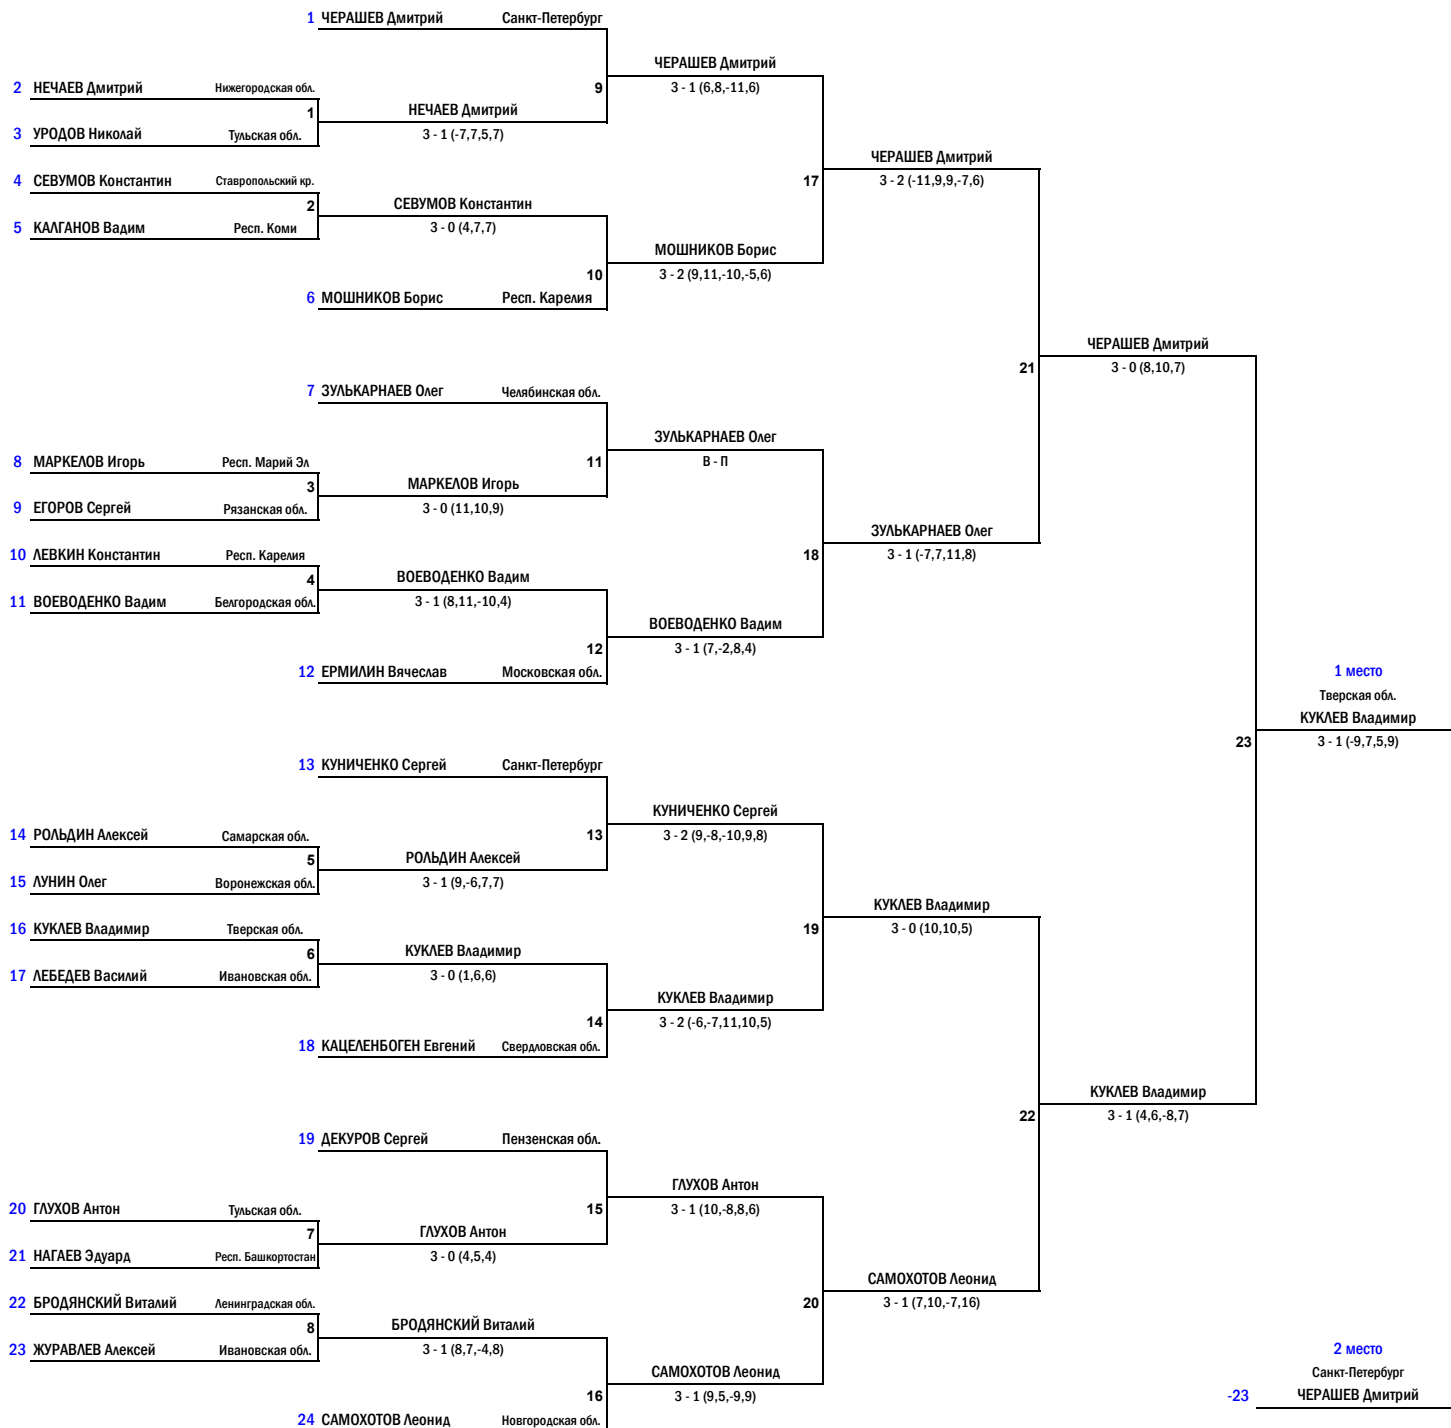 1 ЧЕРАШЕВ Дмитрий Санкт-Петербург
ЧЕРАШЕВ Дмитрий
2 НЕЧАЕВ Дмитрий Нижегородская обл. 9 3 - 1 (6,8,-11,6)
1 НЕЧАЕВ Дмитрий
3 УРОДОВ Николай Тульская обл. 3 - 1 (-7,7,5,7)
ЧЕРАШЕВ Дмитрий
4 СЕВУМОВ Константин Ставропольский кр. 17 3 - 2 (-11,9,9,-7,6)
2 СЕВУМОВ Константин
5 КАЛГАНОВ Вадим Респ. Коми 3 - 0 (4,7,7)
МОШНИКОВ Борис
10 3 - 2 (9,11,-10,-5,6)
6 МОШНИКОВ Борис Респ. Карелия
ЧЕРАШЕВ Дмитрий
21 3 - 0 (8,10,7)
7 ЗУЛЬКАРНАЕВ Олег Челябинская обл.
ЗУЛЬКАРНАЕВ Олег
8 МАРКЕЛОВ Игорь Респ. Марий Эл 11 В - П
3 МАРКЕЛОВ Игорь
9 ЕГОРОВ Сергей Рязанская обл. 3 - 0 (11,10,9)
ЗУЛЬКАРНАЕВ Олег
10 ЛЕВКИН Константин Респ. Карелия 18 3 - 1 (-7,7,11,8)
4 ВОЕВОДЕНКО Вадим
11 ВОЕВОДЕНКО Вадим Белгородская обл. 3 - 1 (8,11,-10,4)
ВОЕВОДЕНКО Вадим
12 3 - 1 (7,-2,8,4)
12 ЕРМИЛИН Вячеслав Московская обл. 1 место
Тверская обл.
КУКЛЕВ Владимир
23 3 - 1 (-9,7,5,9)
13 КУНИЧЕНКО Сергей Санкт-Петербург
КУНИЧЕНКО Сергей
14 РОЛЬДИН Алексей Самарская обл. 13 3 - 2 (9,-8,-10,9,8)
5 РОЛЬДИН Алексей
15 ЛУНИН Олег Воронежская обл. 3 - 1 (9,-6,7,7)
КУКЛЕВ Владимир
16 КУКЛЕВ Владимир Тверская обл. 19 3 - 0 (10,10,5)
6 КУКЛЕВ Владимир
17 ЛЕБЕДЕВ Василий Ивановская обл. 3 - 0 (1,6,6)
КУКЛЕВ Владимир
14 3 - 2 (-6,-7,11,10,5)
18 КАЦЕЛЕНБОГЕН Евгений Свердловская обл.
КУКЛЕВ Владимир
22 3 - 1 (4,6,-8,7)
19 ДЕКУРОВ Сергей Пензенская обл.
ГЛУХОВ Антон
20 ГЛУХОВ Антон Тульская обл. 15 3 - 1 (10,-8,8,6)
7 ГЛУХОВ Антон
21 НАГАЕВ Эдуард Респ. Башкортостан 3 - 0 (4,5,4)
САМОХОТОВ Леонид
22 БРОДЯНСКИЙ Виталий Ленинградская обл. 20 3 - 1 (7,10,-7,16)
8 БРОДЯНСКИЙ Виталий
23 ЖУРАВЛЕВ Алексей Ивановская обл. 3 - 1 (8,7,-4,8) 2 место
САМОХОТОВ Леонид Санкт-Петербург
16 3 - 1 (9,5,-9,9) -23 ЧЕРАШЕВ Дмитрий
24 САМОХОТОВ Леонид Новгородская обл.